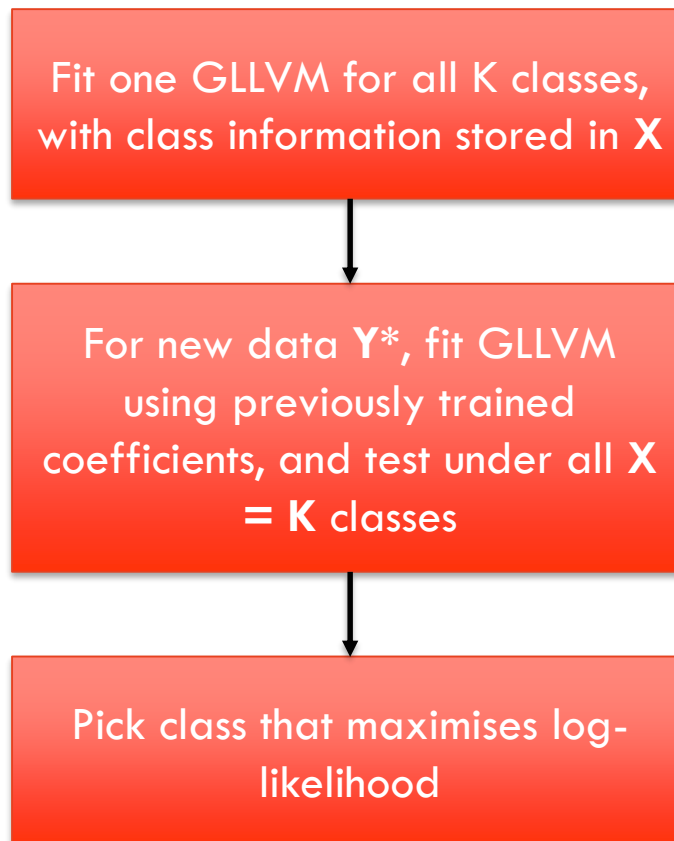 Fit one GLLVM for all K classes,
with class information stored in X
For new data Y*, fit GLLVM
using previously trained
coefficients, and test under all X
= K classes
Pick class that maximises log-
likelihood